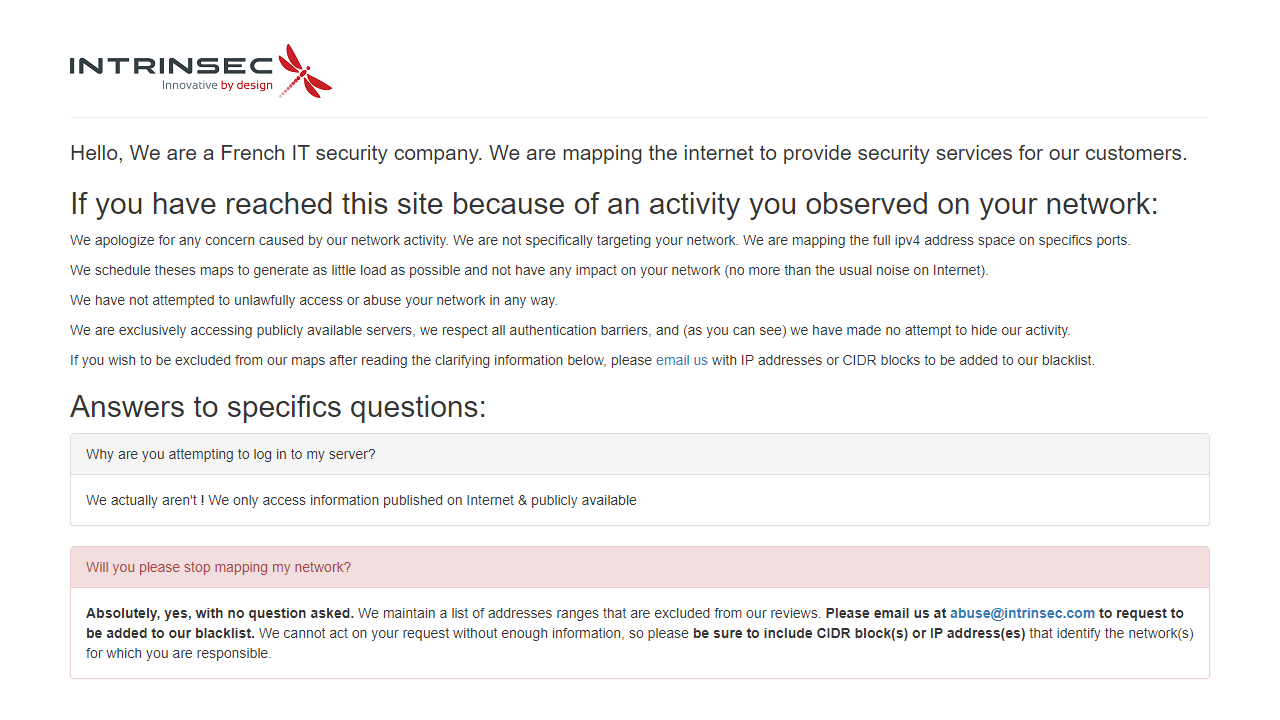 INTRINSEC
Innovative by design
Hello, We are a French IT security company. We are mapping the internet to provide security services for our customers.
If you have reached this site because of an activity you observed on your network:
We apologize for any concern caused by our network activity. We are not specifically targeting your network. We are mapping the full ipv4 address space on specifics ports.
We schedule theses maps to generate as little load as possible and not have any impact on your network (no more than the usual noise on Internet).
We have not attempted to unlawfully access or abuse your network in any way.
We are exclusively accessing publicly available servers, we respect all authentication barriers, and (as you can see) we have made no attempt to hide our activity.
If you wish to be excluded from our maps after reading the clarifying information below, please email us with IP addresses or CIDR blocks to be added to our blacklist.
Answers to specifics questions:
Why are you attempting to log in to my server?
We actually aren't ! We only access information published on Internet & publicly available
Will you please stop mapping my network?
Absolutely, yes, with no question asked. We maintain a list of addresses ranges that are excluded from our reviews. Please email us at abuse@intrinsec.com to request to
be added to our blacklist. We cannot act on your request without enough information, so please be sure to include CIDR block(s) or IP address(es) that identify the network(s)
for which you are responsible.